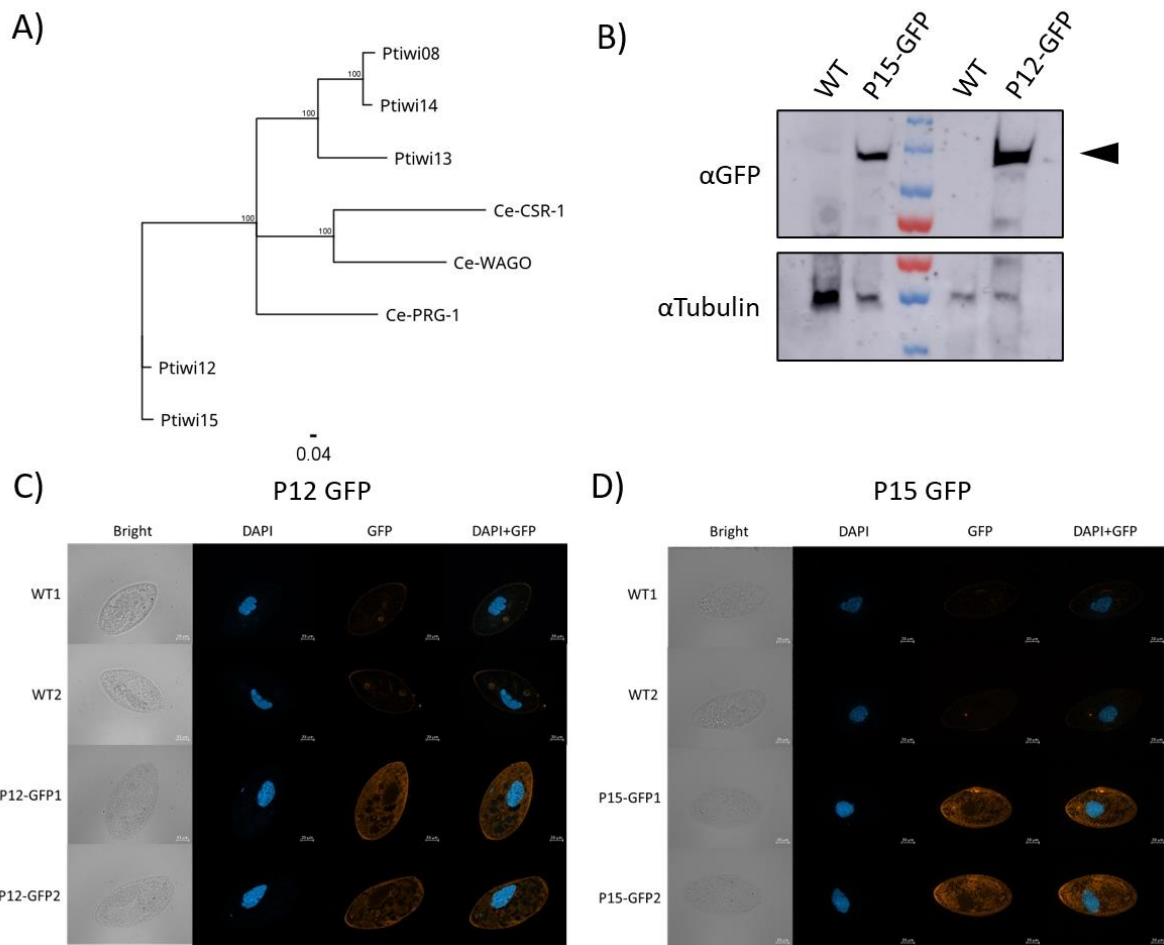 A)
Ptiwi08
100
Ptiwi14
100
Ptiwi13
100
Ce-CSR-1
100
Ce-WAGO
Ce-PRG-1
Ptiwi12
Ptiwi15
0.04
B)
WT P15-GFP WT P12-GFP
αGFP
αTubulin
C)
P12 GFP
Bright DAPI GFP DAPI+GFP
WT1
WT2
P12-GFP1
P12-GFP2
D)
P15 GFP
Bright DAPI GFP DAPI+GFP
WT1
WT2
P15-GFP1
P15-GFP2